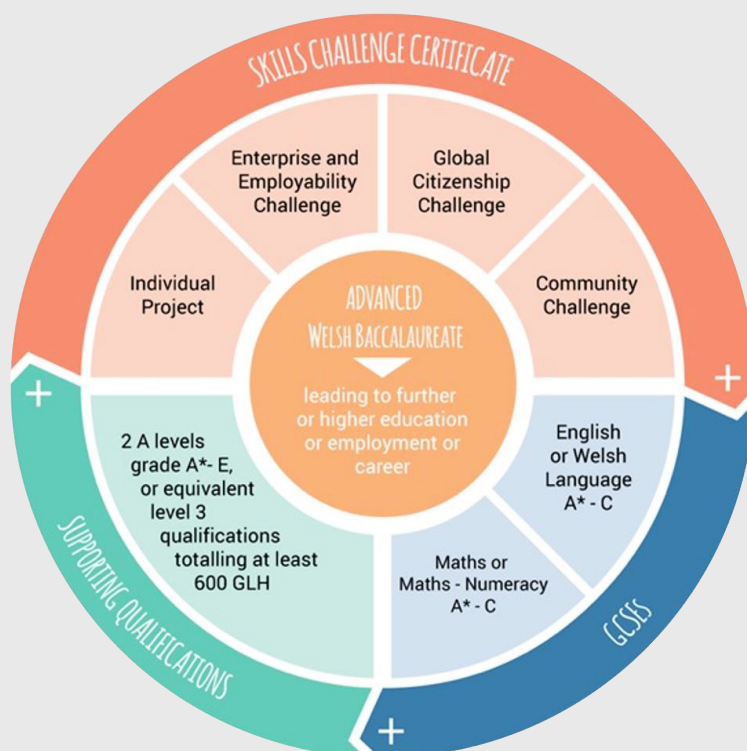 SKILLS CHALLENGE CERTIFICATE
Enterprise and
Employability
Challenge
Global
Citizenship
Challenge
Individual
Project
Community
Challenge
ADVANCED
WELSH BACCALAUREATE
leading to further
or higher education
or employment or
career
+
+
2 A levels
grade A*- E,
or equivalent
level 3
qualifications
totalling at least
600 GLH
English
or Welsh
Language
A* - C
Maths or
Maths - Numeracy
A* - C
SUPPORTING QUALIFICATIONS
GCSES
+